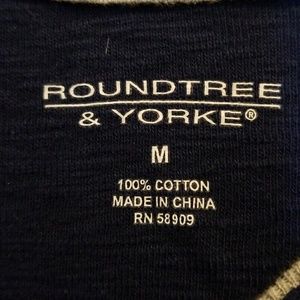 ROUNDTREE
& YORKE®
M
100% COTTON
MADE IN CHINA
RN 58909